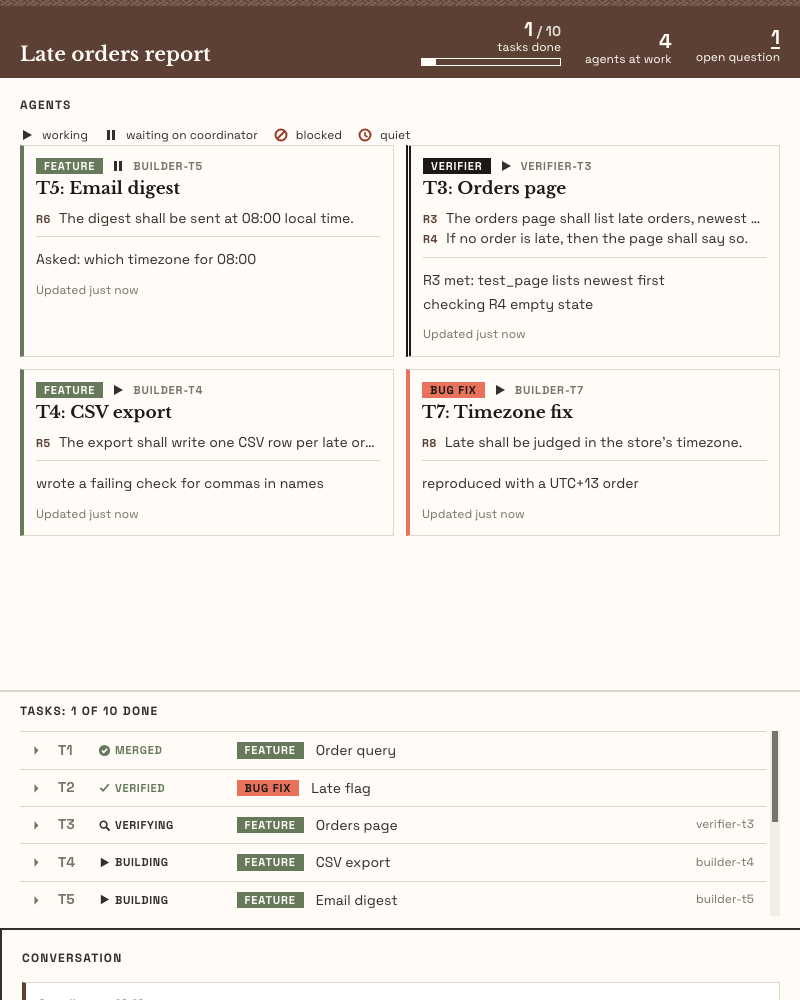 Late orders report
1 / 10
tasks done
4
agents at work
1
open question
AGENTS
working
waiting on coordinator
blocked
quiet
FEATURE BUILDER-T5
T5: Email digest
R6 The digest shall be sent at 08:00 local time.
Asked: which timezone for 08:00
Updated just now
VERIFIER VERIFIER-T3
T3: Orders page
R3 The orders page shall list late orders, newest ...
R4 If no order is late, then the page shall say so.
R3 met: test_page lists newest first
checking R4 empty state
Updated just now
FEATURE BUILDER-T4
T4: CSV export
R5 The export shall write one CSV row per late or...
wrote a failing check for commas in names
Updated just now
BUG FIX BUILDER-T7
T7: Timezone fix
R8 Late shall be judged in the store's timezone.
reproduced with a UTC+13 order
Updated just now
TASKS: 1 OF 10 DONE
T1 MERGED FEATURE Order query
T2 VERIFIED BUG FIX Late flag
T3 VERIFYING FEATURE Orders page verifier-t3
T4 BUILDING FEATURE CSV export builder-t4
T5 BUILDING FEATURE Email digest builder-t5
CONVERSATION